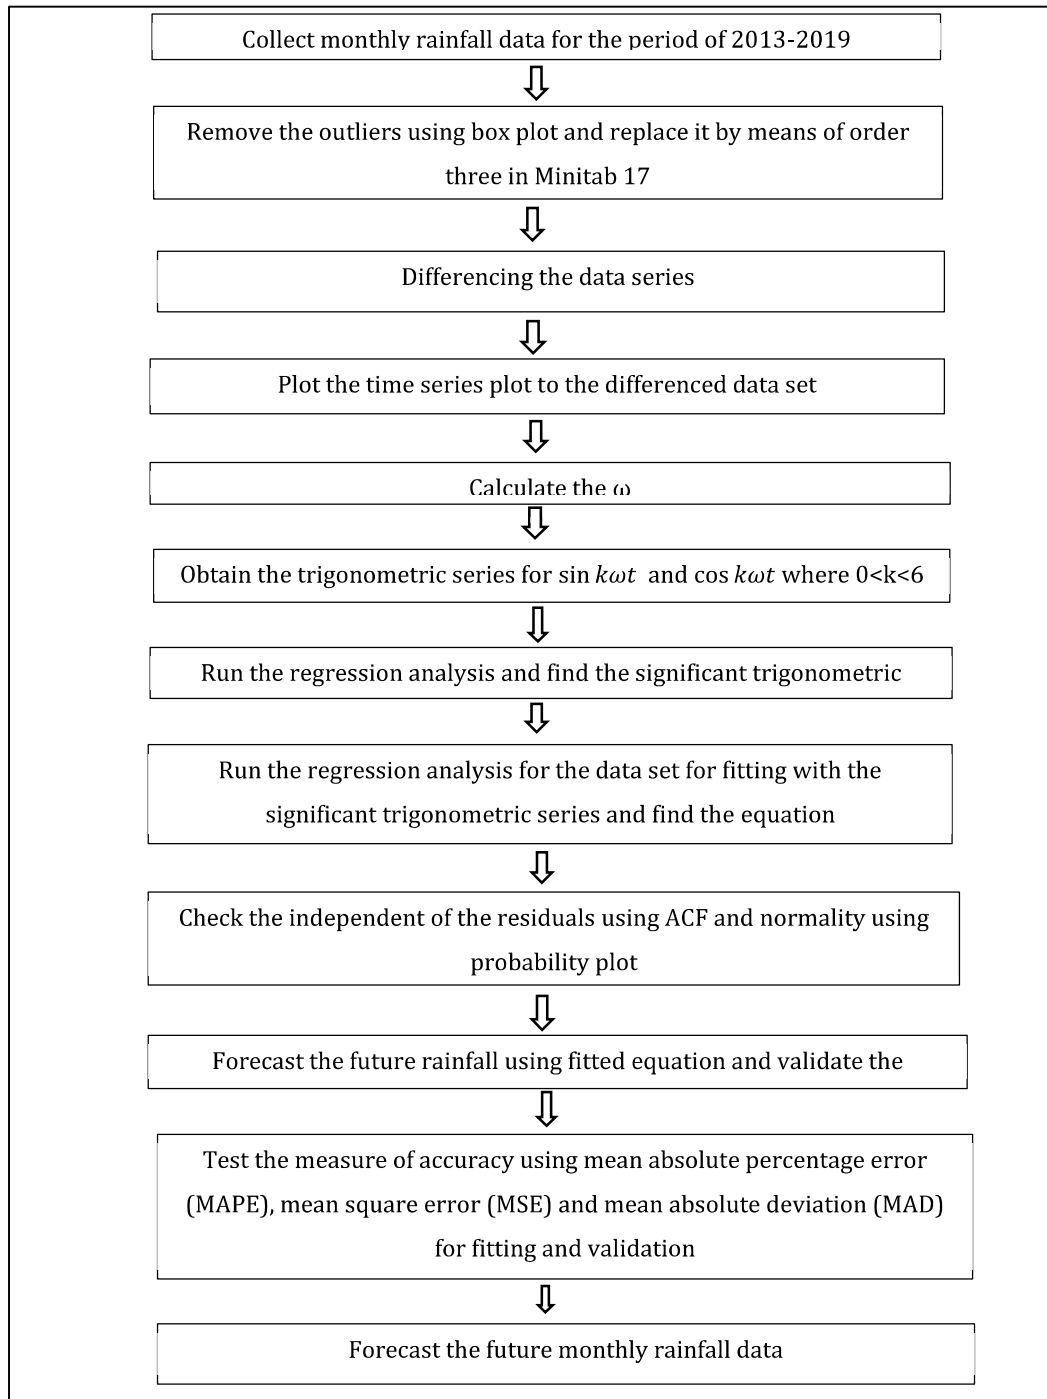 Collect monthly rainfall data for the period of 2013-2019
Remove the outliers using box plot and replace it by means of order
three in Minitab 17
Differencing the data series
Plot the time series plot to the differenced data set
Calculate the ω
Obtain the trigonometric series for sin kωt and cos kωt where 0<k<6
Run the regression analysis and find the significant trigonometric
Run the regression analysis for the data set for fitting with the
significant trigonometric series and find the equation
Check the independent of the residuals using ACF and normality using
probability plot
Forecast the future rainfall using fitted equation and validate the
Test the measure of accuracy using mean absolute percentage error
(MAPE), mean square error (MSE) and mean absolute deviation (MAD)
for fitting and validation
Forecast the future monthly rainfall data